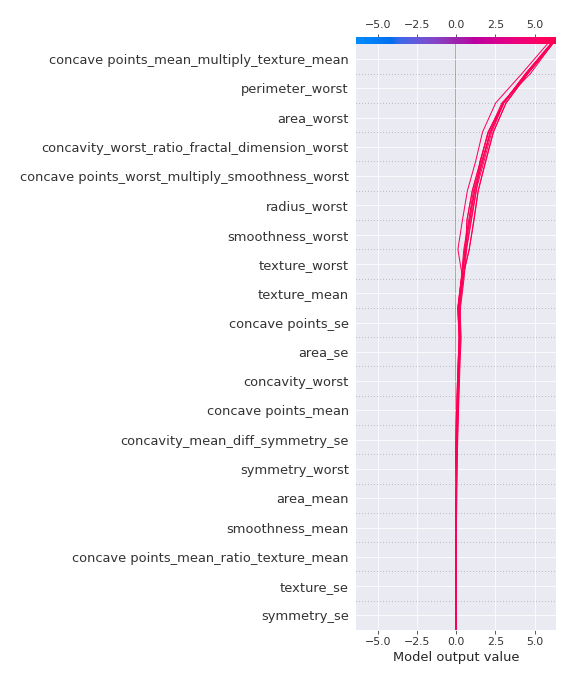 −5.0 −2.5 0.0 2.5 5.0
concave points_mean_multiply_texture_mean
perimeter_worst
area_worst
concavity_worst_ratio_fractal_dimension_worst
concave points_worst_multiply_smoothness_worst
radius_worst
smoothness_worst
texture_worst
texture_mean
concave points_se
area_se
concavity_worst
concave points_mean
concavity_mean_diff_symmetry_se
symmetry_worst
area_mean
smoothness_mean
concave points_mean_ratio_texture_mean
texture_se
symmetry_se
−5.0 −2.5 0.0 2.5 5.0
Model output value